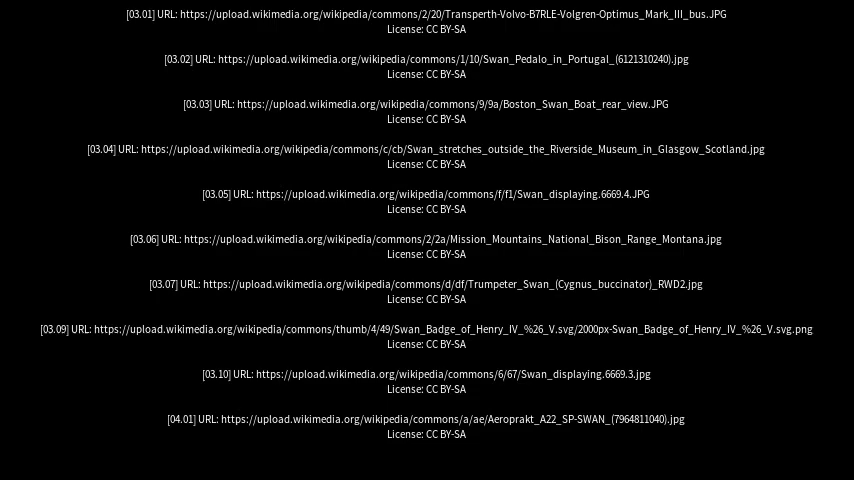 [03.01] URL: https://upload.wikimedia.org/wikipedia/commons/2/20/Transperth-Volvo-B7RLE-Volgren-Optimus_Mark_III_bus.JPG
License: CC BY-SA
[03.02] URL: https://upload.wikimedia.org/wikipedia/commons/1/10/Swan_Pedalo_in_Portugal_(6121310240).jpg
License: CC BY-SA
[03.03] URL: https://upload.wikimedia.org/wikipedia/commons/9/9a/Boston_Swan_Boat_rear_view.JPG
License: CC BY-SA
[03.04] URL: https://upload.wikimedia.org/wikipedia/commons/c/cb/Swan_stretches_outside_the_Riverside_Museum_in_Glasgow_Scotland.jpg
License: CC BY-SA
[03.05] URL: https://upload.wikimedia.org/wikipedia/commons/f/f1/Swan_displaying.6669.4.JPG
License: CC BY-SA
[03.06] URL: https://upload.wikimedia.org/wikipedia/commons/2/2a/Mission_Mountains_National_Bison_Range_Montana.jpg
License: CC BY-SA
[03.07] URL: https://upload.wikimedia.org/wikipedia/commons/d/df/Trumpeter_Swan_(Cygnus_buccinator)_RWD2.jpg
License: CC BY-SA
[03.09] URL: https://upload.wikimedia.org/wikipedia/commons/thumb/4/49/Swan_Badge_of_Henry_IV_%26_V.svg/2000px-Swan_Badge_of_Henry_IV_%26_V.svg.png
License: CC BY-SA
[03.10] URL: https://upload.wikimedia.org/wikipedia/commons/6/67/Swan_displaying.6669.3.jpg
License: CC BY-SA
[04.01] URL: https://upload.wikimedia.org/wikipedia/commons/a/ae/Aeroprakt_A22_SP-SWAN_(7964811040).jpg
License: CC BY-SA